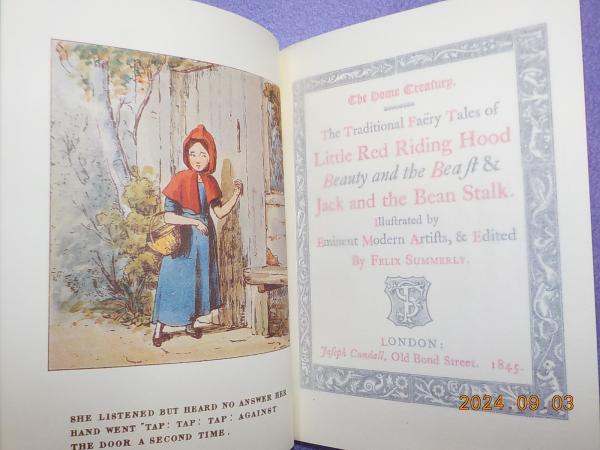 SHE LISTENED BUT HEARD NO ANSWER HER
HAND WENT "TAP: TAP: TAP: AGAINST
THE DOOR A SECOND TIME.
The Home Treasury.
The Traditional Faëry Tales of
Little Red Riding Hood
Beauty and the Beaſt &
Jack and the Bean Stalk.
Illustrated by
Eminent Modern Artiſts, & Edited
By FELIX SUMMERLY.
LONDON:
Joſeph Cundall, Old Bond Street. 1845.
2024.09.03